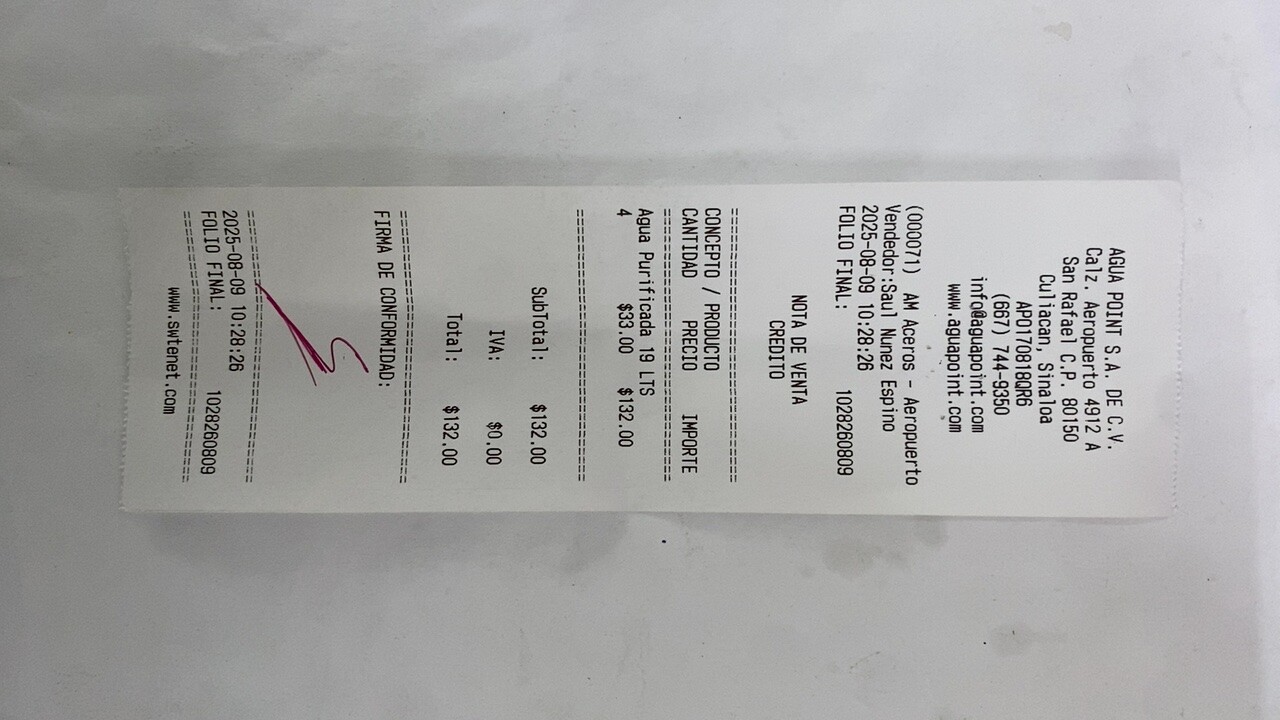 AGUA POINT S.A. DE C.V.
Calz. Aeropuerto 4912 A
San Rafael C.P. 80150
Culiacan, Sinaloa
APO170818QR6
(667) 744-9350
info@aguapoint.com
www.aguapoint.com
(000071) AM Aceros - Aeropuerto
Vendedor:Saul Nunez Espino
2025-08-09 10:28:26
FOLIO FINAL: 1028260809
NOTA DE VENTA
CREDITO
CONCEPTO / PRODUCTO
CANTIDAD PRECIO IMPORTE
Agua Purificada 19 LTS
4 $33.00 $132.00
SubTotal: $132.00
IVA: $0.00
Total: $132.00
FIRMA DE CONFORMIDAD:
2025-08-09 10:28:26
FOLIO FINAL: 1028260809
www.swtenet.com